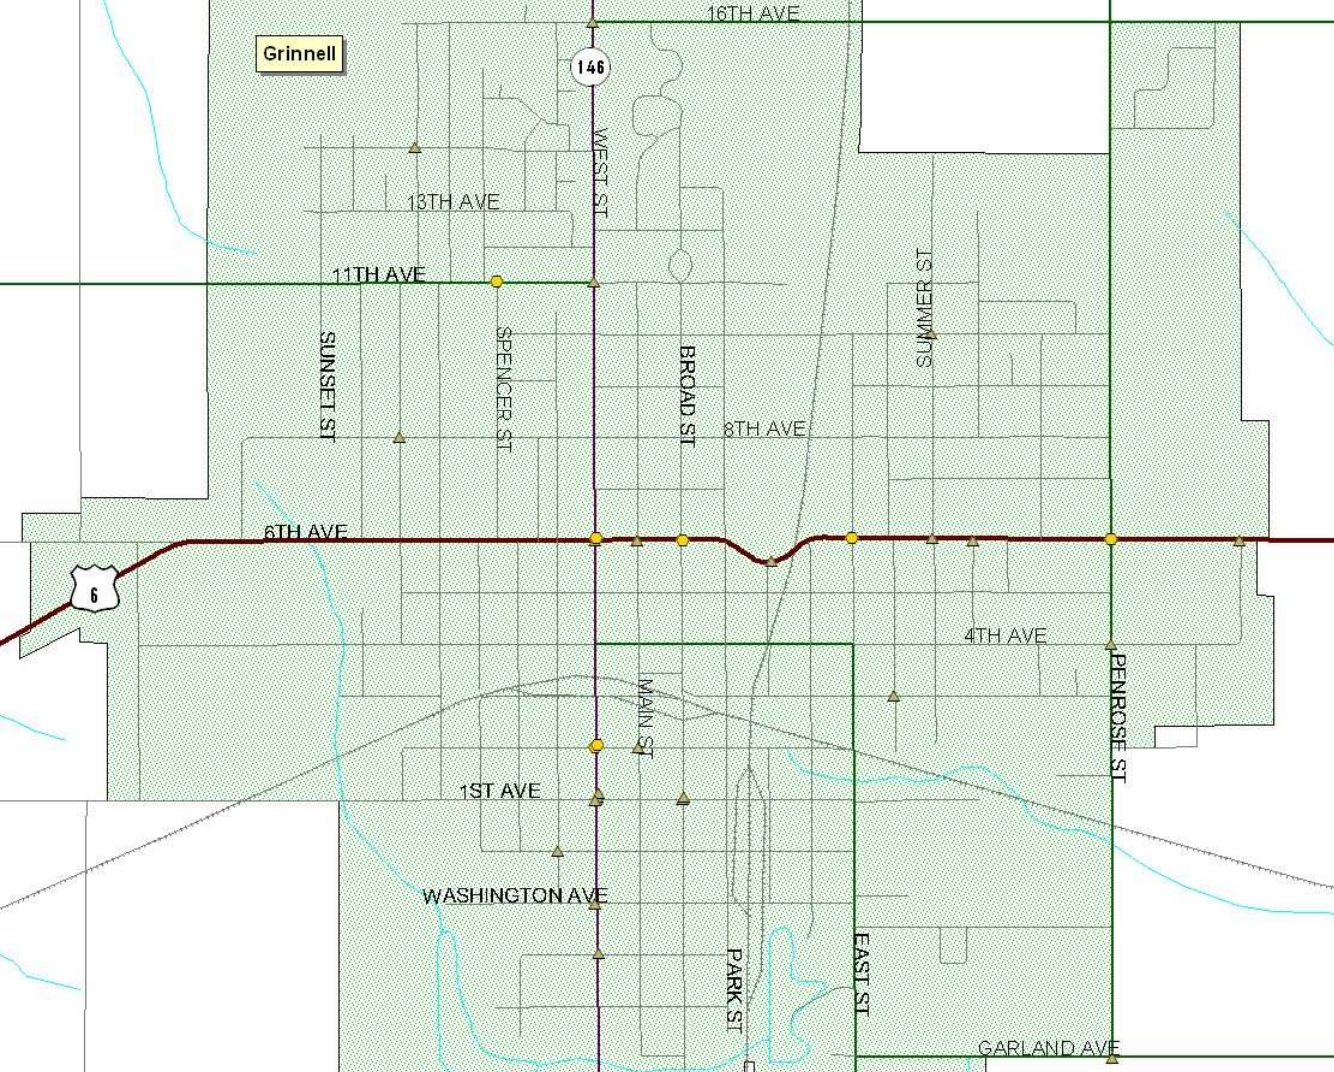 16TH AVE
Grinnell
146
WEST ST
13TH AVE
11TH AVE
SUMMER ST
SUNSET ST
SPENCER ST
BROAD ST
8TH AVE
6TH AVE
6
4TH AVE
MAIN ST
PENROSE ST
1ST AVE
WASHINGTON AVE
PARK ST
EAST ST
GARLAND AVE